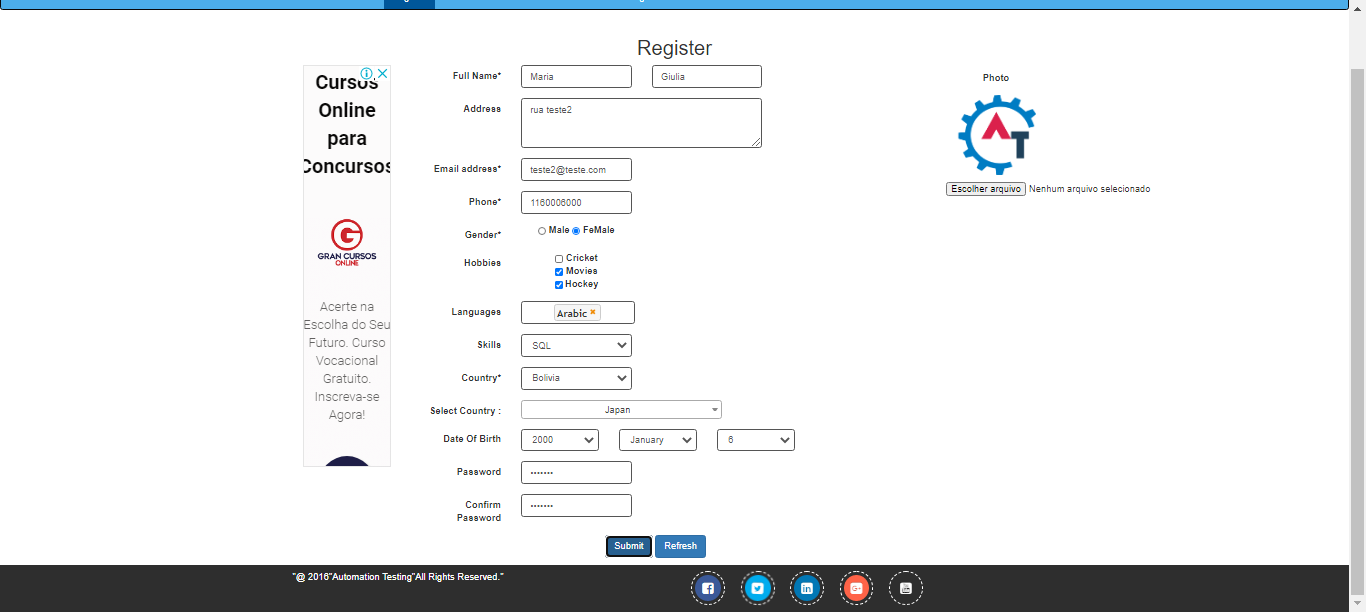 Register
Cursos
Online
para
Concursos
GRAN CURSOS
ONLINE
Acerte na
Escolha do Seu
Futuro. Curso
Vocacional
Gratuito.
Inscreva-se
Agora!
Full Name* Maria Giulia
Address rua teste2
Email address* teste2@teste.com
Phone* 1160006000
Gender* Male FeMale
Hobbies Cricket
Movies
Hockey
Languages Arabic
Skills SQL
Country* Bolivia
Select Country : Japan
Date Of Birth 2000 January 6
Password •••••••
Confirm
Password •••••••
Submit Refresh
Photo
AT
Escolher arquivo Nenhum arquivo selecionado
"@ 2016"Automation Testing"All Rights Reserved."